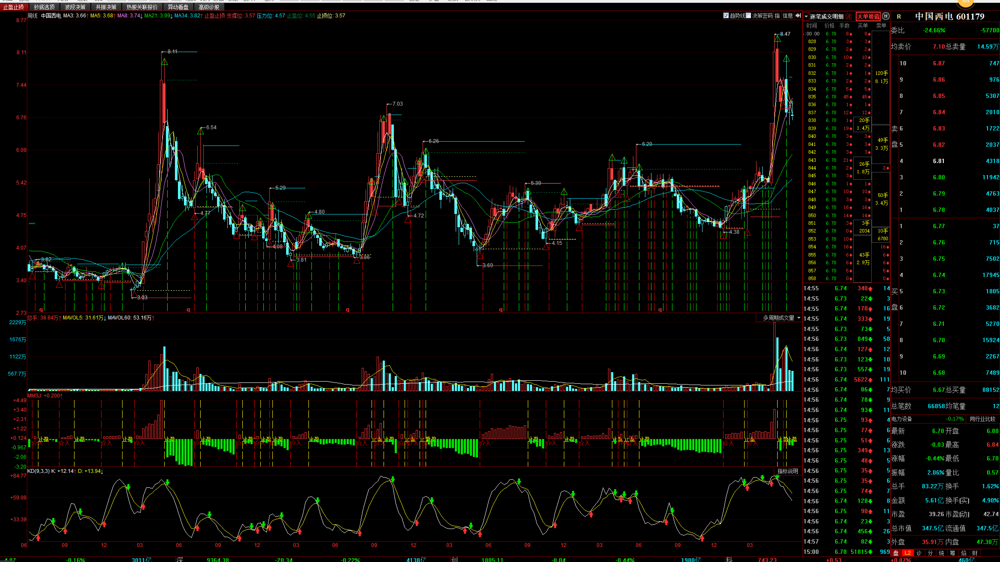 止盈止损 抄底逃顶 波段决策 共振决策 热股关联报价 异动看盘 高级诊股
周线 中国西电 MA3: 3.66↑ MA5: 3.68↑ MA8: 3.74↓ MA21: 3.99↓ MA34: 3.82↑ 止盈止损 支撑位: 3.57 压力位: 4.57 止盈位: 4.55 止损位: 3.57
趋势线 决策密码 指 信息
8.77
8.11
7.44
6.76
6.09
5.42
4.75
4.07
3.40
2.73
3.82
3.03
8.11
4.77
6.54
5.29
4.08
3.81
4.80
3.86
7.03
4.72
6.26
3.69
5.39
4.15
6.20
4.38
8.47
q q q q q
总手: 38.84万↑ MAVOL5: 31.61万↓ MAVOL60: 53.16万↑
多周期成交量
2229万
1676万
1122万
567.7万
MMSJ: +0.200↑
+4.49
+3.40
+2.31
+1.22
+0.124
-0.967
-2.06
-3.20
KD(9,3,3) K: +12.14↑ D: +13.94↓
指标说明
+84.77
+59.08
+33.39
06 09 12 03 06 09 12 03 06 09 12 03 06 09 12 03 06 09 12 03
逐笔成交明细 详 大单棱镜
时间 价格 手数 买单 卖单
:00:00 6.78 8 8
828 6.78 3 3
829 6.78 2 2
830 6.78 10 10
831 6.78 2 2
832 6.78 1 1 120手
833 6.78 2 2 8.1万
834 6.78 5 5
835 6.78 45 45
836 6.78 1 1
837 6.78 12 12
838 6.78 1 20手
839 6.78 19 1.4万
840 6.78 3 3 49手
841 6.78 3 3 3.3万
842 6.78 3 3
843 6.78 21 26手
844 6.78 2 1.8万 2
845 6.78 3
846 6.78 1 1
847 6.78 10 10 50手
848 6.78 3 3 3.4万
849 6.78 16 16
850 6.78 14 14
851 6.78 3 3手
852 6.78 0 2034 10手
853 6.78 10 6780
854 6.78 16 16
855 6.78 6 43手 6
856 6.78 6 2.9万 6
857 6.78 5 5
858 6.78 0 0
14:55 6.74 340 14
14:55 6.73 22 3
14:55 6.74 170 16
14:55 6.74 333 19
14:55 6.73 73 5
14:56 6.73 849 58
14:56 6.74 127 12
14:56 6.73 123 10
14:56 6.73 557 19
14:56 6.74 5622 111
14:56 6.74 86 7
14:56 6.74 78 9
14:56 6.74 93 11
14:56 6.75 93 4
14:56 6.75 77 6
14:56 6.75 51 6
14:56 6.75 349 13
14:56 6.75 48 5
14:56 6.75 35 5
14:56 6.75 35 6
14:56 6.75 74 7
14:56 6.74 128 8
14:56 6.75 90 11
14:56 6.74 23 3
14:56 6.74 456 26
14:57 6.74 82 3
15:00 6.78 51815 969
R 中国西电 601179
委比 -24.66% -57700
均卖价 7.10 总卖量 14.59万
10 6.87 747
9 6.86 976
8 6.85 5307
7 6.84 2018
卖 6 6.83 1722
盘 5 6.82 2037
4 6.81 4318
3 6.80 11942
2 6.79 4763
1 6.78 4037
1 6.77 37
2 6.76 715
3 6.75 7502
4 6.74 17945
买 5 6.73 1805
盘 6 6.72 3682
7 6.71 5270
8 6.70 15924
9 6.69 2267
10 6.68 7489
均买价 6.67 总买量 88152
总笔数 66858 均笔量 12
电力设备 -0.17% 同行业比较
最新 6.78 开盘 6.80
涨跌 -0.03 最高 6.84
涨幅 -0.44% 最低 6.70
振幅 2.06% 量比 0.57
总手 83.22万 换手 1.62%
金额 5.61亿 换手(实) 4.90%
市盈 39.26 市盈(动) 42.74
总市值 347.5亿 流通值 347.5亿
外盘 35.91万 内盘 47.30万
盘 L2 诊 分 统 筹 焰 财
4.87 -0.16% 3011亿 深 9364.38 -20.34 -0.22% 4138亿 创 1805.11 -8.04 -0.44% 1980亿 科 743.23 +0.53 +0.07% 460亿